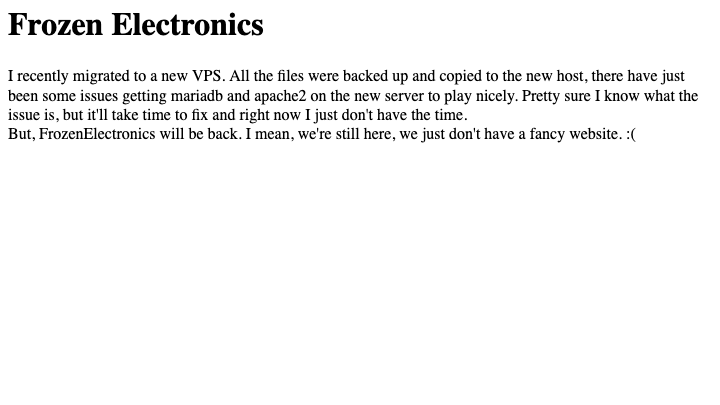 Frozen Electronics
I recently migrated to a new VPS. All the files were backed up and copied to the new host, there have just
been some issues getting mariadb and apache2 on the new server to play nicely. Pretty sure I know what the
issue is, but it'll take time to fix and right now I just don't have the time.
But, FrozenElectronics will be back. I mean, we're still here, we just don't have a fancy website. :(